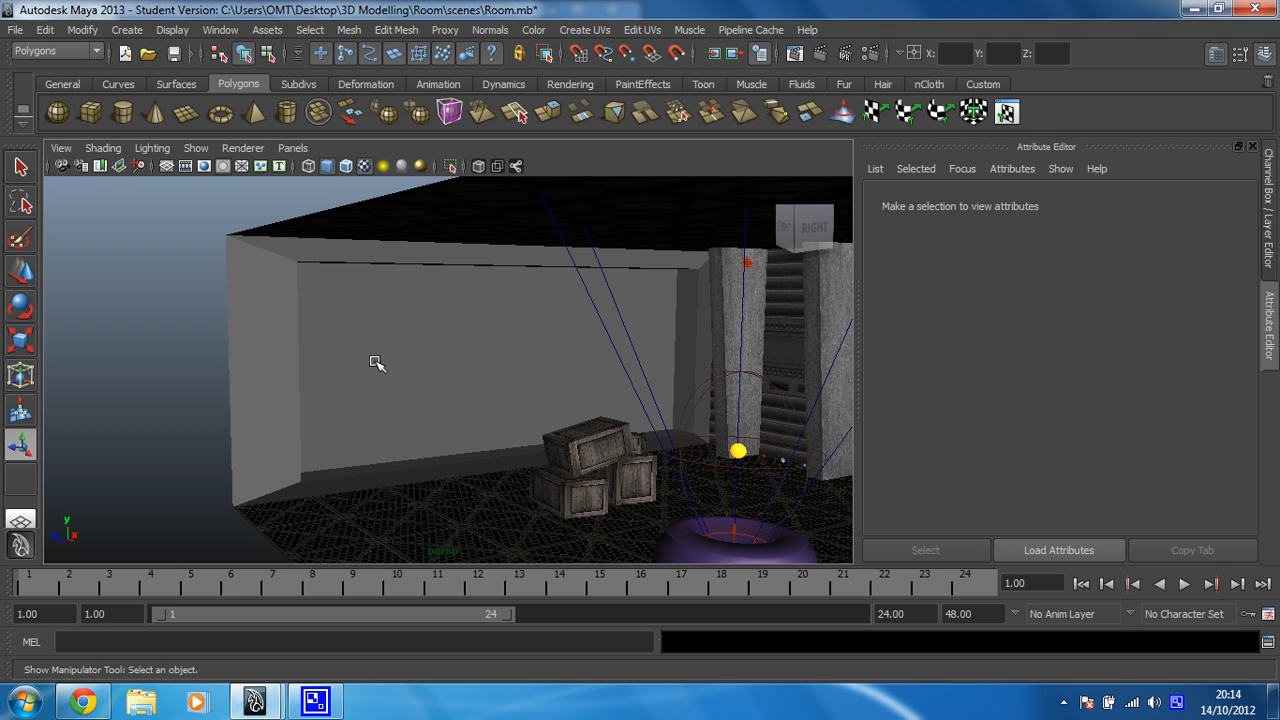 Autodesk Maya 2013 - Student Version: C:\Users\OMT\Desktop\3D Modelling\Room\scenes\Room.mb*
File Edit Modify Create Display Window Assets Select Mesh Edit Mesh Proxy Normals Color Create UVs Edit UVs Muscle Pipeline Cache Help
Polygons X: Y: Z:
General Curves Surfaces Polygons Subdivs Deformation Animation Dynamics Rendering PaintEffects Toon Muscle Fluids Fur Hair nCloth Custom
View Shading Lighting Show Renderer Panels
Attribute Editor
List Selected Focus Attributes Show Help
Make a selection to view attributes
RIGHT
Channel Box / Layer Editor
Attribute Editor
persp
y
x
Select Load Attributes Copy Tab
1 2 3 4 5 6 7 8 9 10 11 12 13 14 15 16 17 18 19 20 21 22 23 24 1.00
1.00 1.00 1 24 24.00 48.00 No Anim Layer No Character Set
MEL
Show Manipulator Tool: Select an object.
20:14
14/10/2012